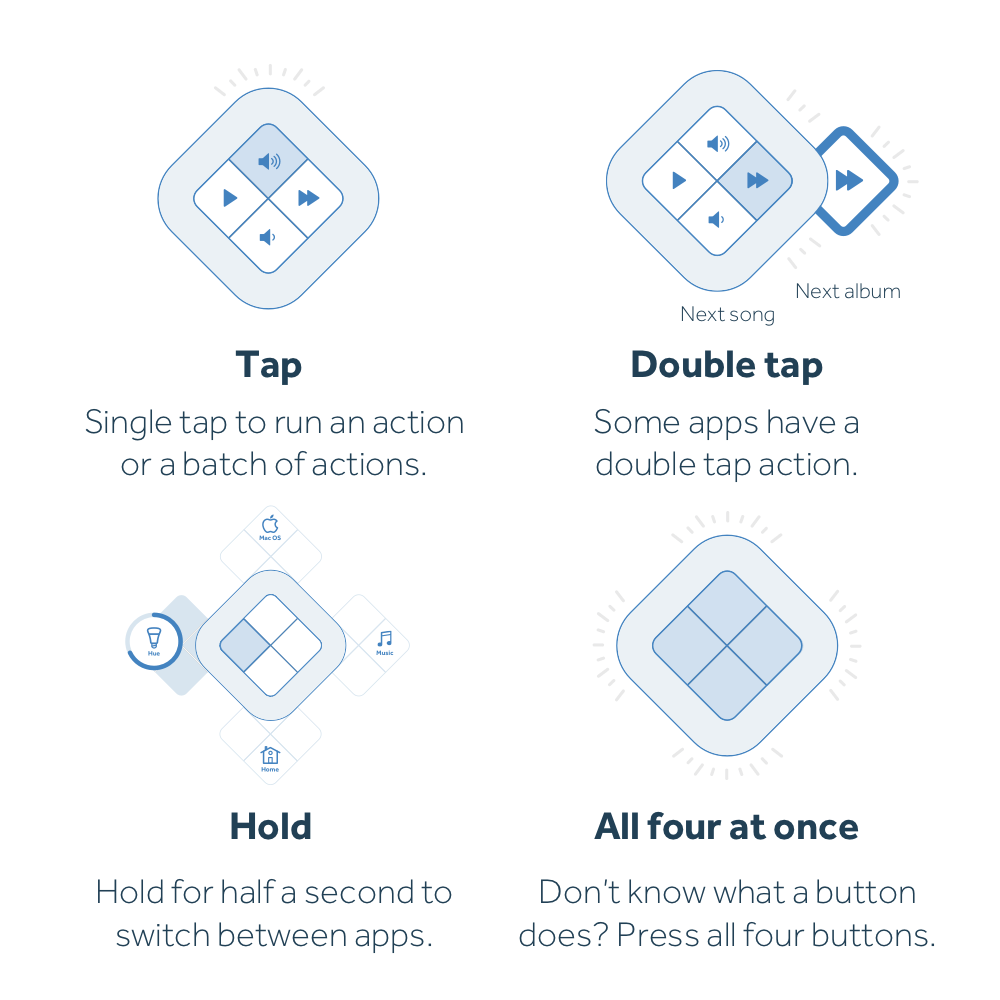 Next album
Next song
Tap
Single tap to run an action
or a batch of actions.
Double tap
Some apps have a
double tap action.
Mac OS
Hue
Music
Home
Hold
Hold for half a second to
switch between apps.
All four at once
Don't know what a button
does? Press all four buttons.